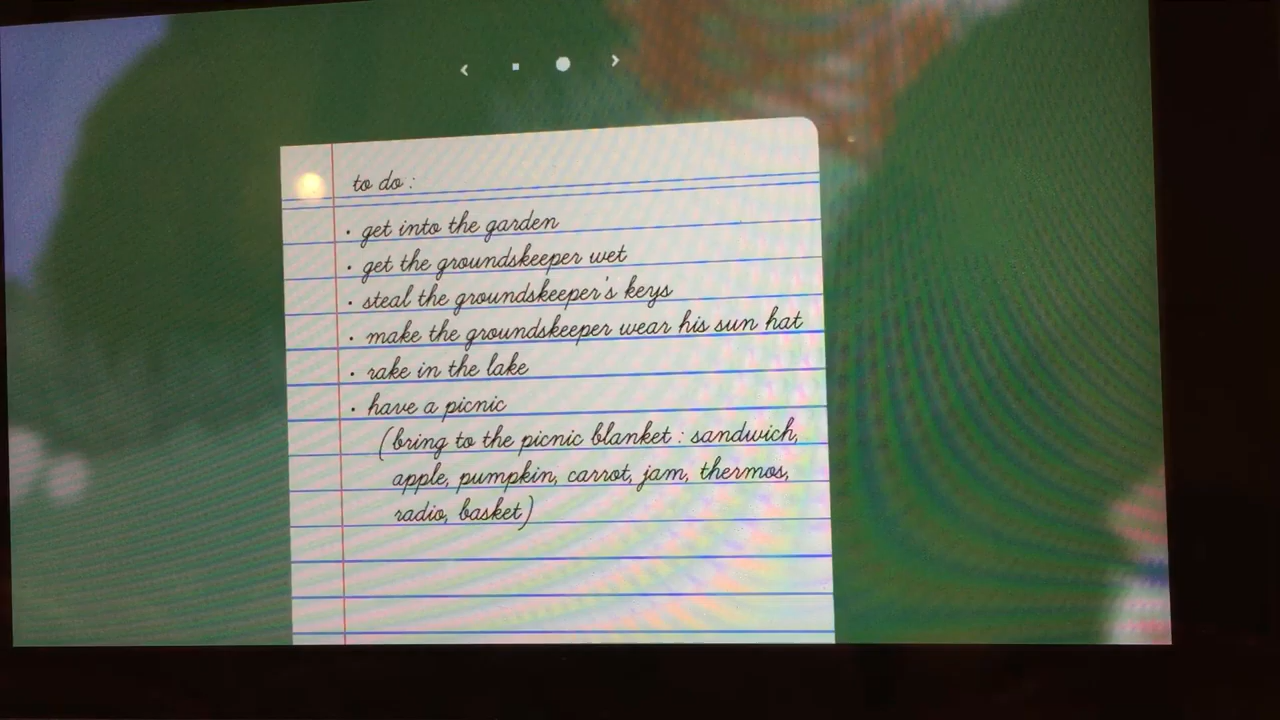 to do :
• get into the garden
• get the groundskeeper wet
• steal the groundskeeper's keys
• make the groundskeeper wear his sun hat
• rake in the lake
• have a picnic
(bring to the picnic blanket : sandwich,
apple, pumpkin, carrot, jam, thermos,
radio, basket)